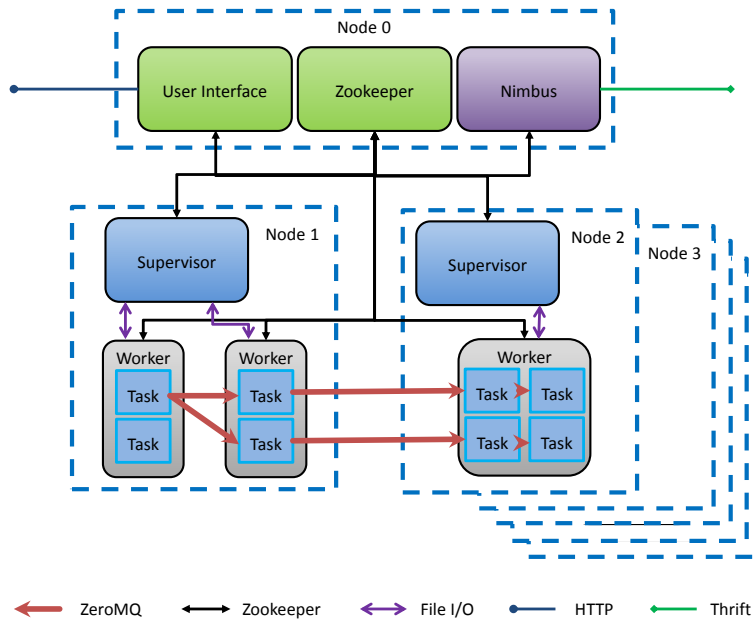 Node 0
User Interface
Zookeeper
Nimbus
Node 1
Supervisor
Node 2
Supervisor
Node 3
Worker
Task
Task
Worker
Task
Task
Worker
Task
Task
Task
Task
ZeroMQ
Zookeeper
File I/O
HTTP
Thrift